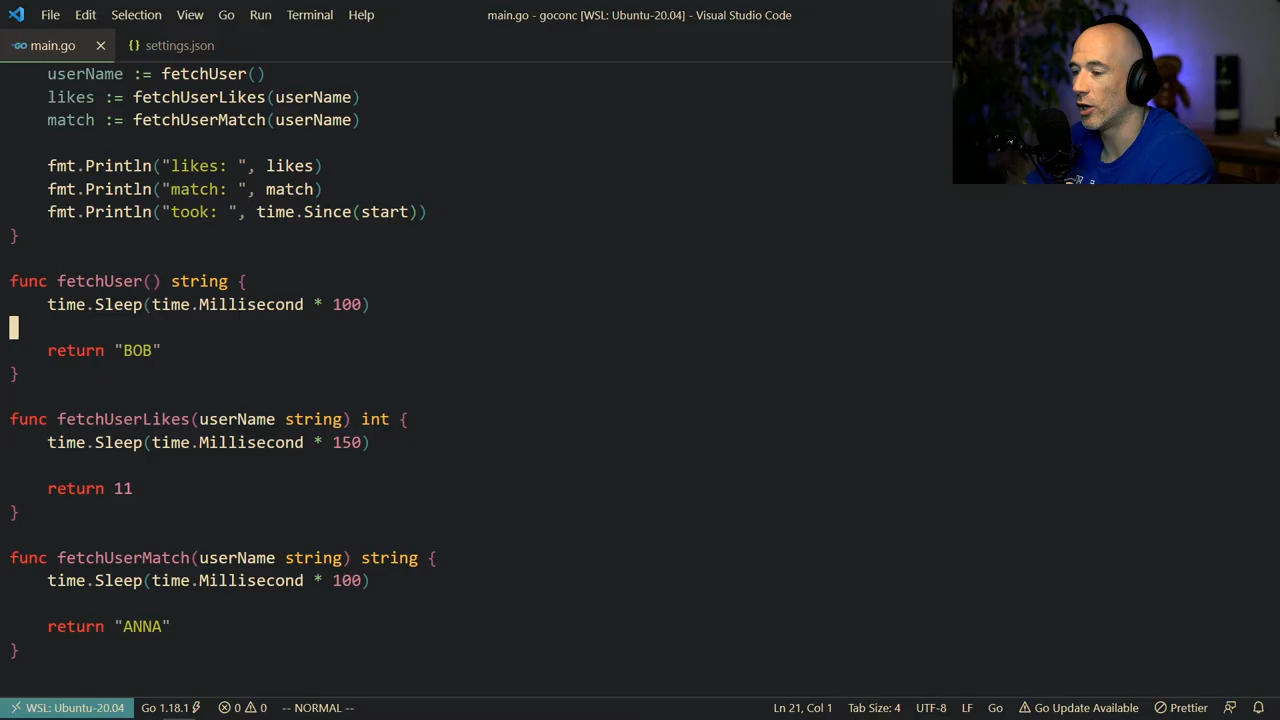 File Edit Selection View Go Run Terminal Help
main.go - goconc [WSL: Ubuntu-20.04] - Visual Studio Code
main.go settings.json
userName := fetchUser()
likes := fetchUserLikes(userName)
match := fetchUserMatch(userName)
fmt.Println("likes: ", likes)
fmt.Println("match: ", match)
fmt.Println("took: ", time.Since(start))
}
func fetchUser() string {
time.Sleep(time.Millisecond * 100)
return "BOB"
}
func fetchUserLikes(userName string) int {
time.Sleep(time.Millisecond * 150)
return 11
}
func fetchUserMatch(userName string) string {
time.Sleep(time.Millisecond * 100)
return "ANNA"
}
WSL: Ubuntu-20.04 Go 1.18.1 0 0 -- NORMAL -- Ln 21, Col 1 Tab Size: 4 UTF-8 LF Go Go Update Available Prettier